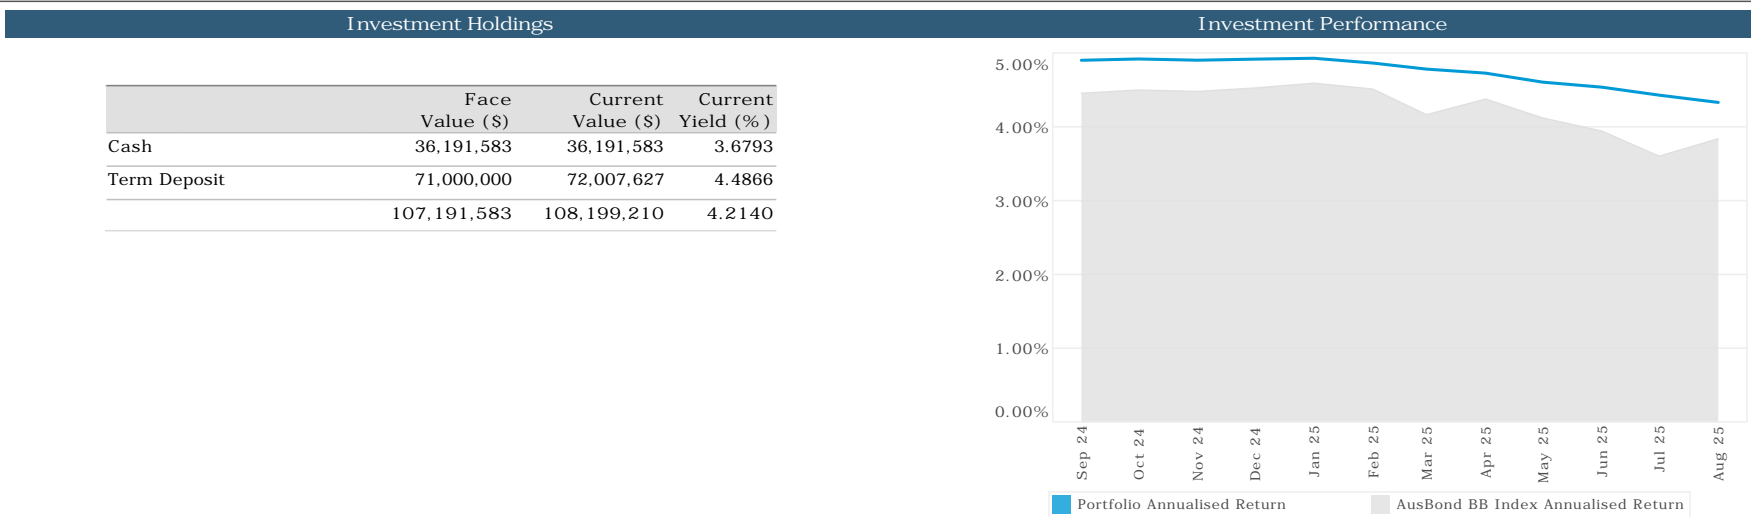 Investment Holdings
Face Current Current
Value ($) Value ($) Yield (%)
Cash 36,191,583 36,191,583 3.6793
Term Deposit 71,000,000 72,007,627 4.4866
107,191,583 108,199,210 4.2140
Investment Performance
5.00%
4.00%
3.00%
2.00%
1.00%
0.00%
Sep 24
Oct 24
Nov 24
Dec 24
Jan 25
Feb 25
Mar 25
Apr 25
May 25
Jun 25
Jul 25
Aug 25
Portfolio Annualised Return
AusBond BB Index Annualised Return